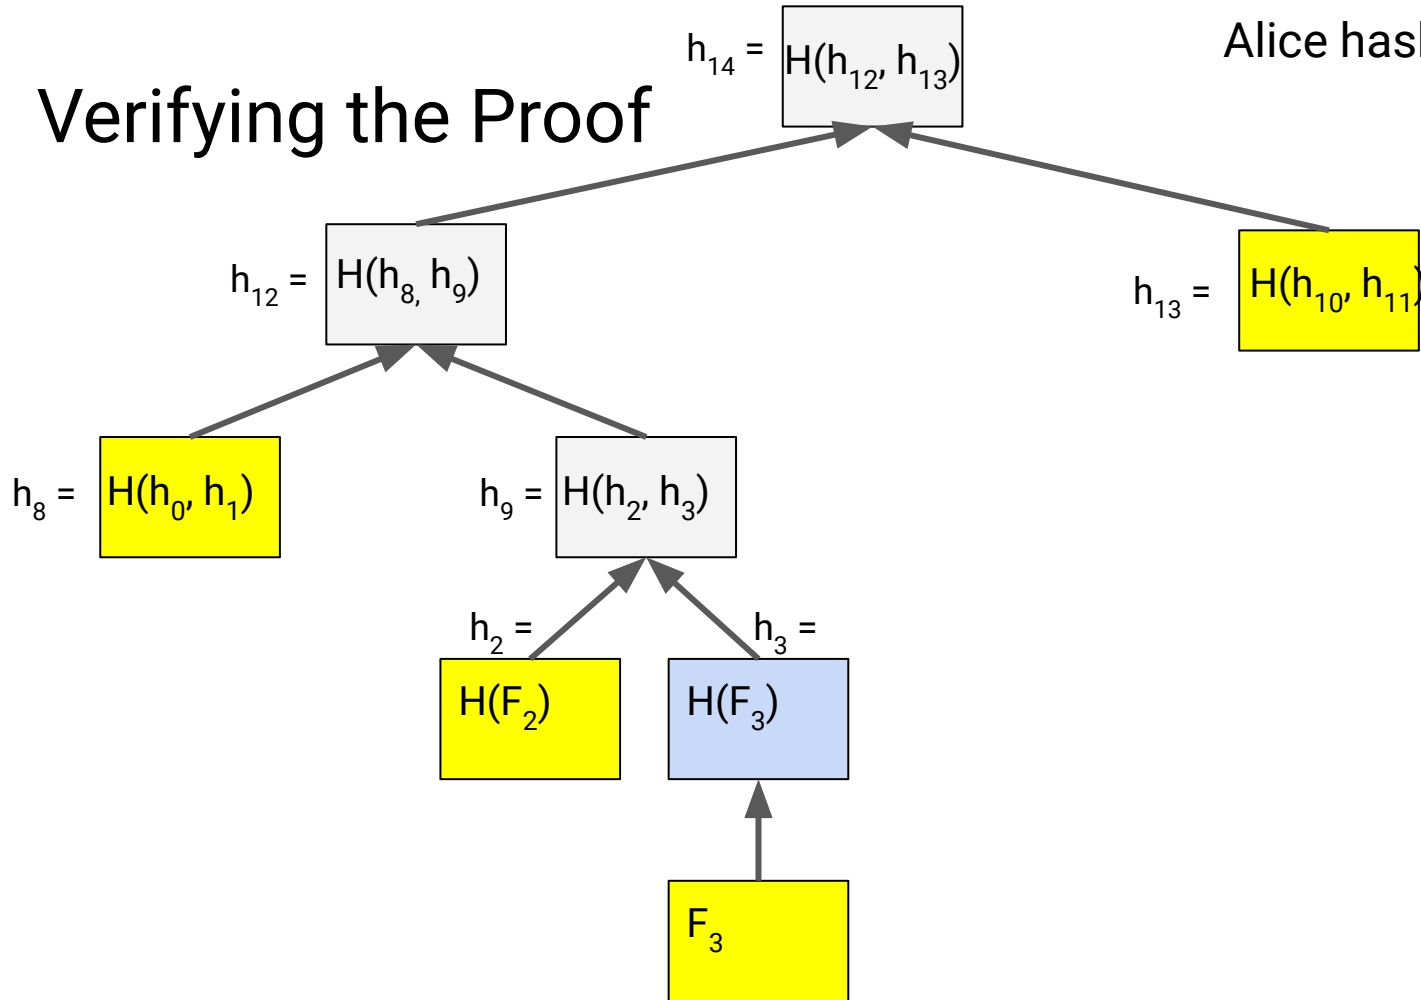 Verifying the Proof
Alice
h₁₄ =
H(h₁₂, h₁₃)
h₁₂ =
H(h₈, h₉)
h₁₃ =
H(h₁₀, h₁₁)
h₈ =
H(h₀, h₁)
h₉ =
H(h₂, h₃)
h₂ =
h₃ =
H(F₂)
H(F₃)
F₃